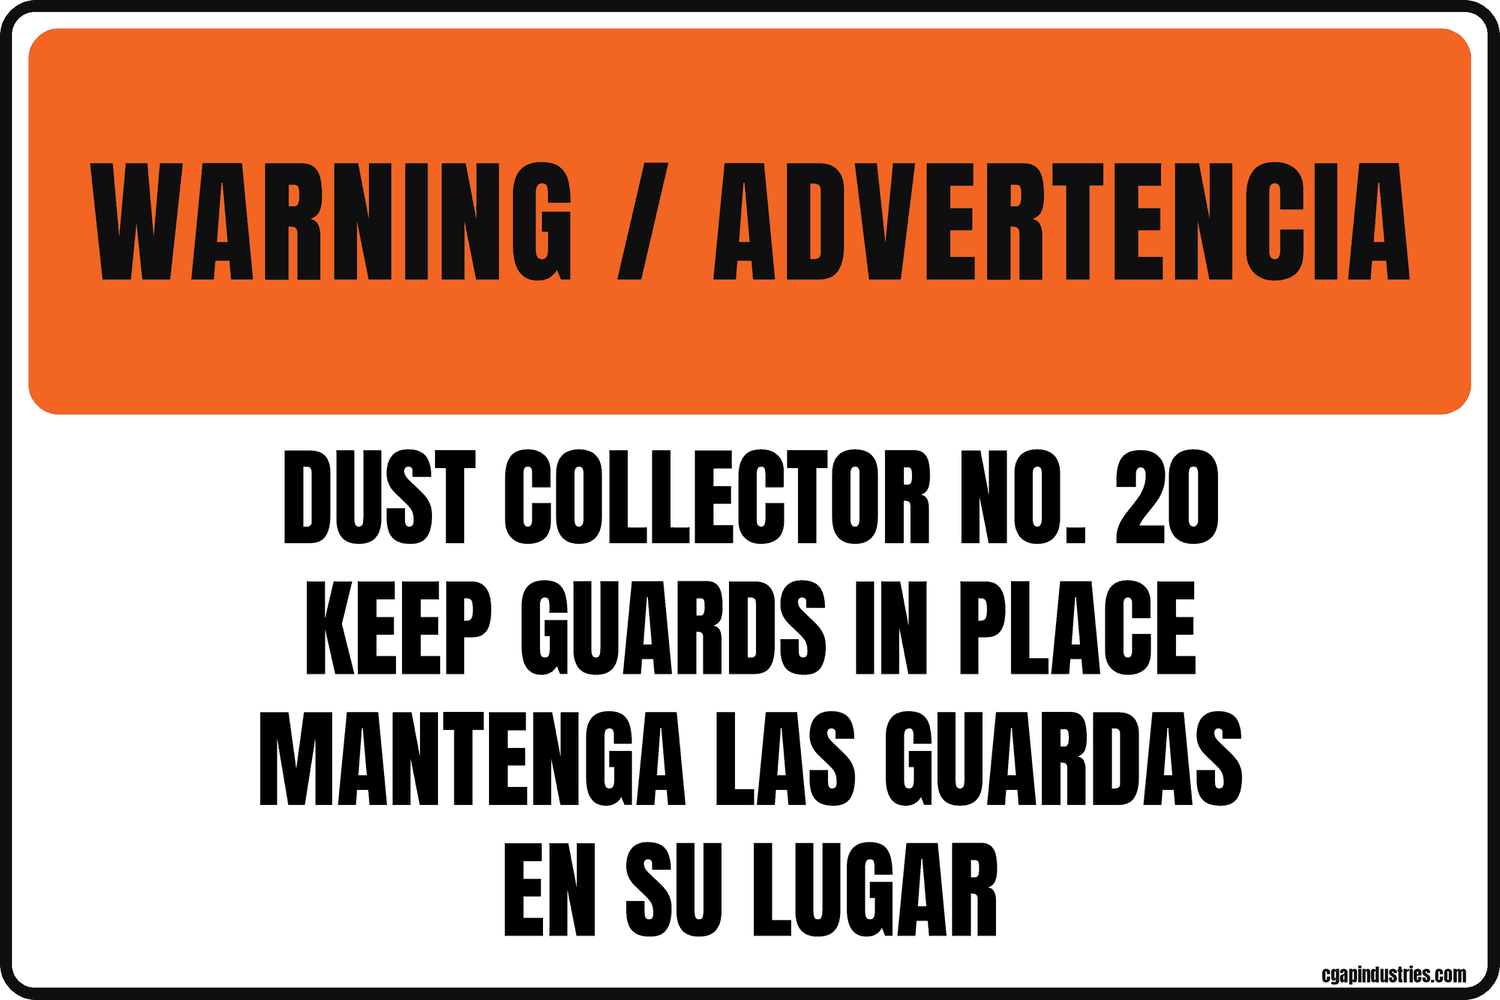 WARNING / ADVERTENCIA
DUST COLLECTOR NO. 20
KEEP GUARDS IN PLACE
MANTENGA LAS GUARDAS
EN SU LUGAR
cgapindustries.com